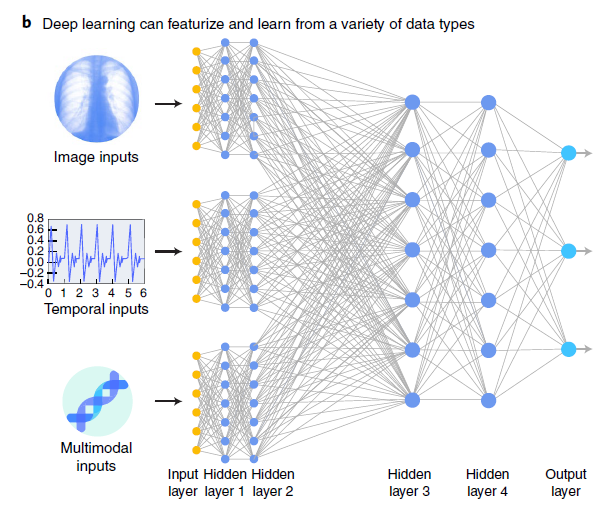 b Deep learning can featurize and learn from a variety of data types
Image inputs
0.8
0.6
0.4
0.2
0.0
−0.2
−0.4
0 1 2 3 4 5 6
Temporal inputs
Multimodal
inputs
Input Hidden Hidden Hidden Hidden Output
layer layer 1 layer 2 layer 3 layer 4 layer